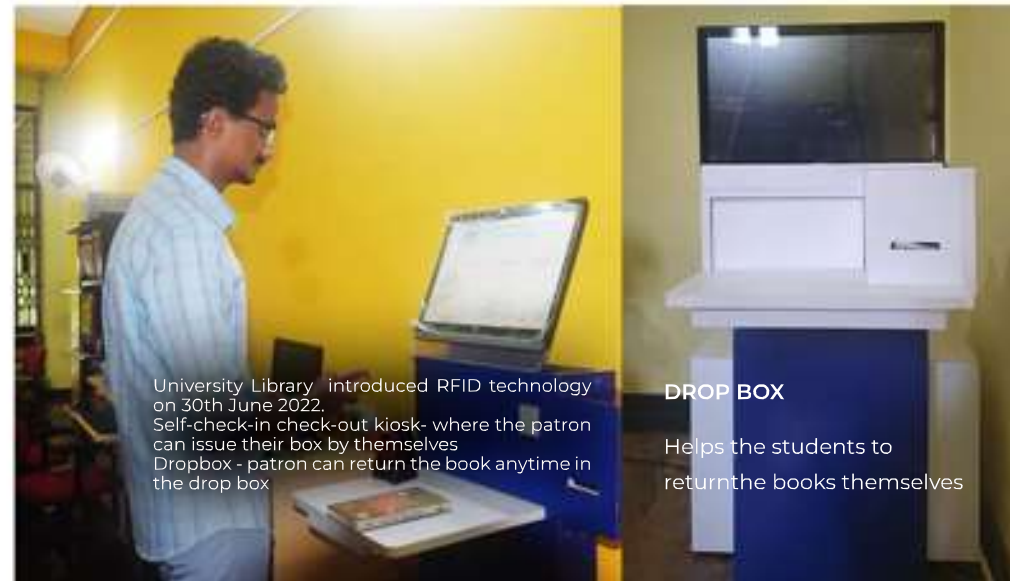 University Library introduced RFID technology
on 30th June 2022.
Self-check-in check-out kiosk- where the patron
can issue their box by themselves
Dropbox - patron can return the book anytime in
the drop box
DROP BOX
Helps the students to
returnthe books themselves